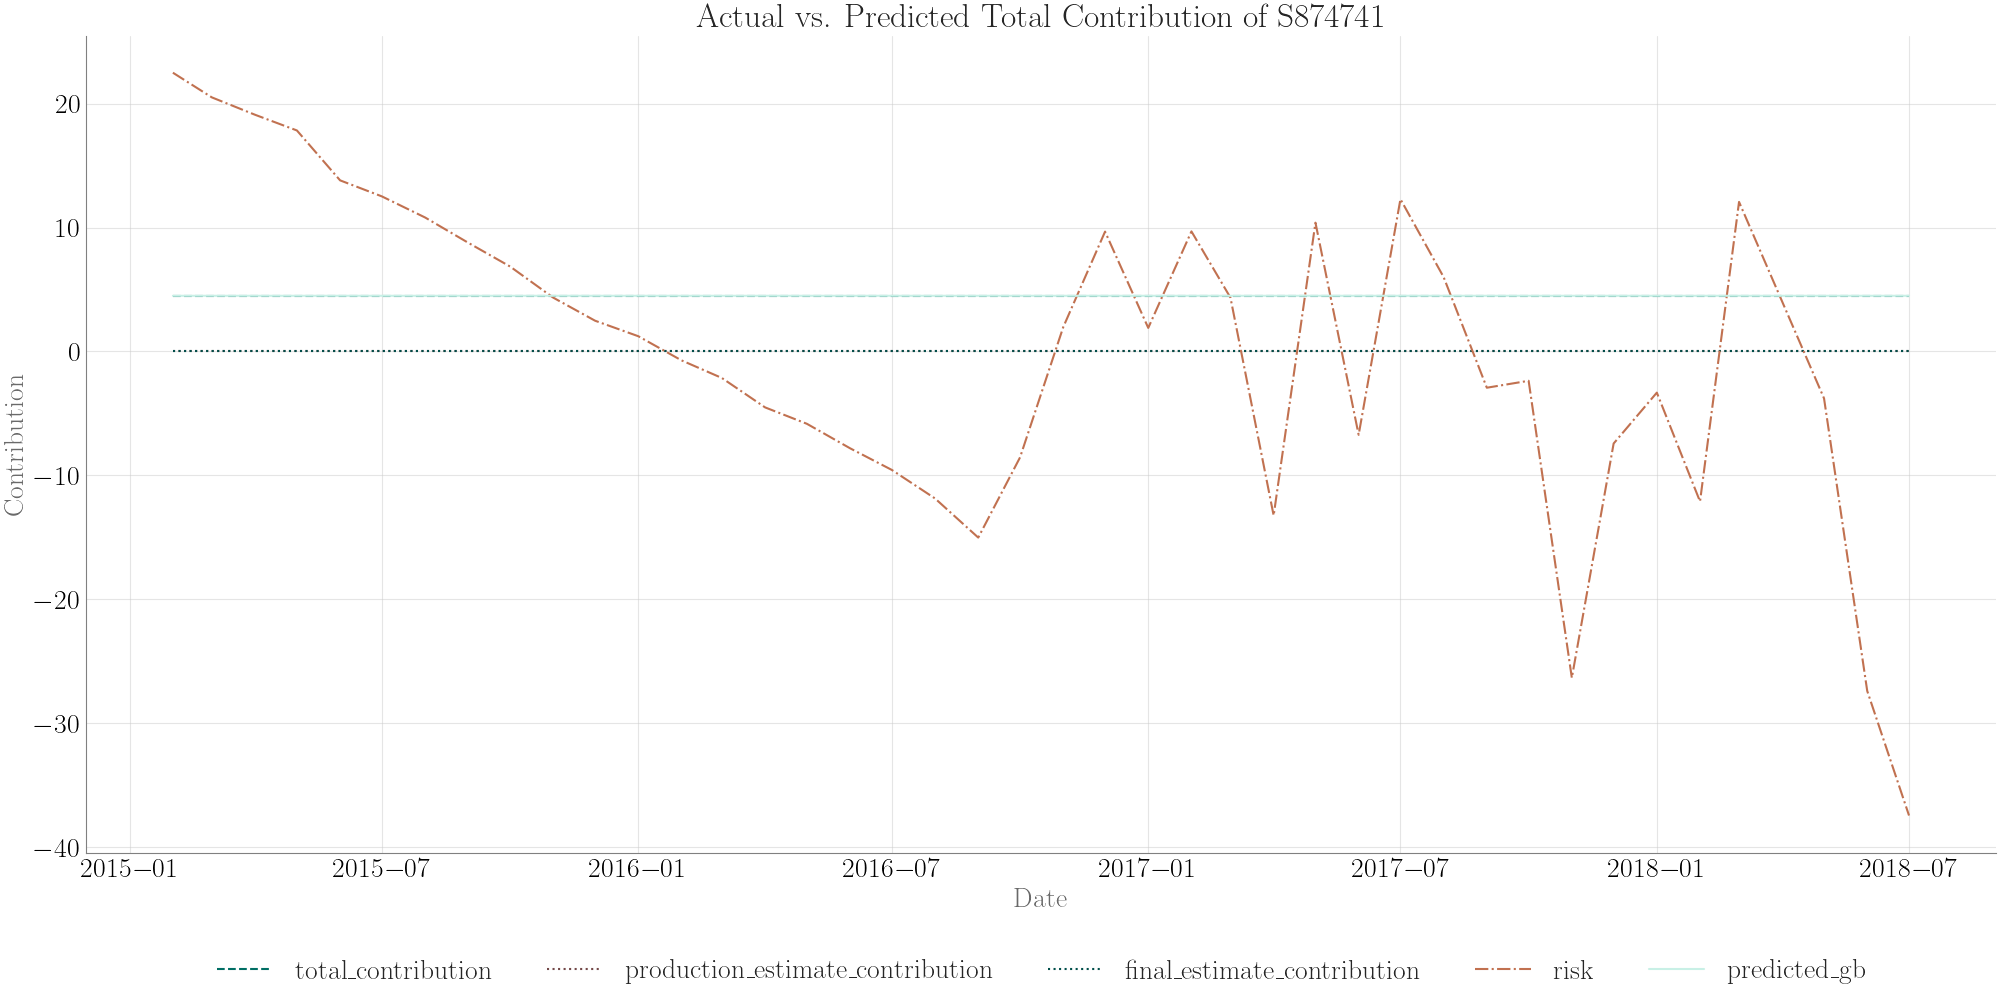 Actual vs. Predicted Total Contribution of S874741
20
10
0
−10
−20
−30
−40
Contribution
2015−01 2015−07 2016−01 2016−07 2017−01 2017−07 2018−01 2018−07
Date
total_contribution production_estimate_contribution final_estimate_contribution risk predicted_gb